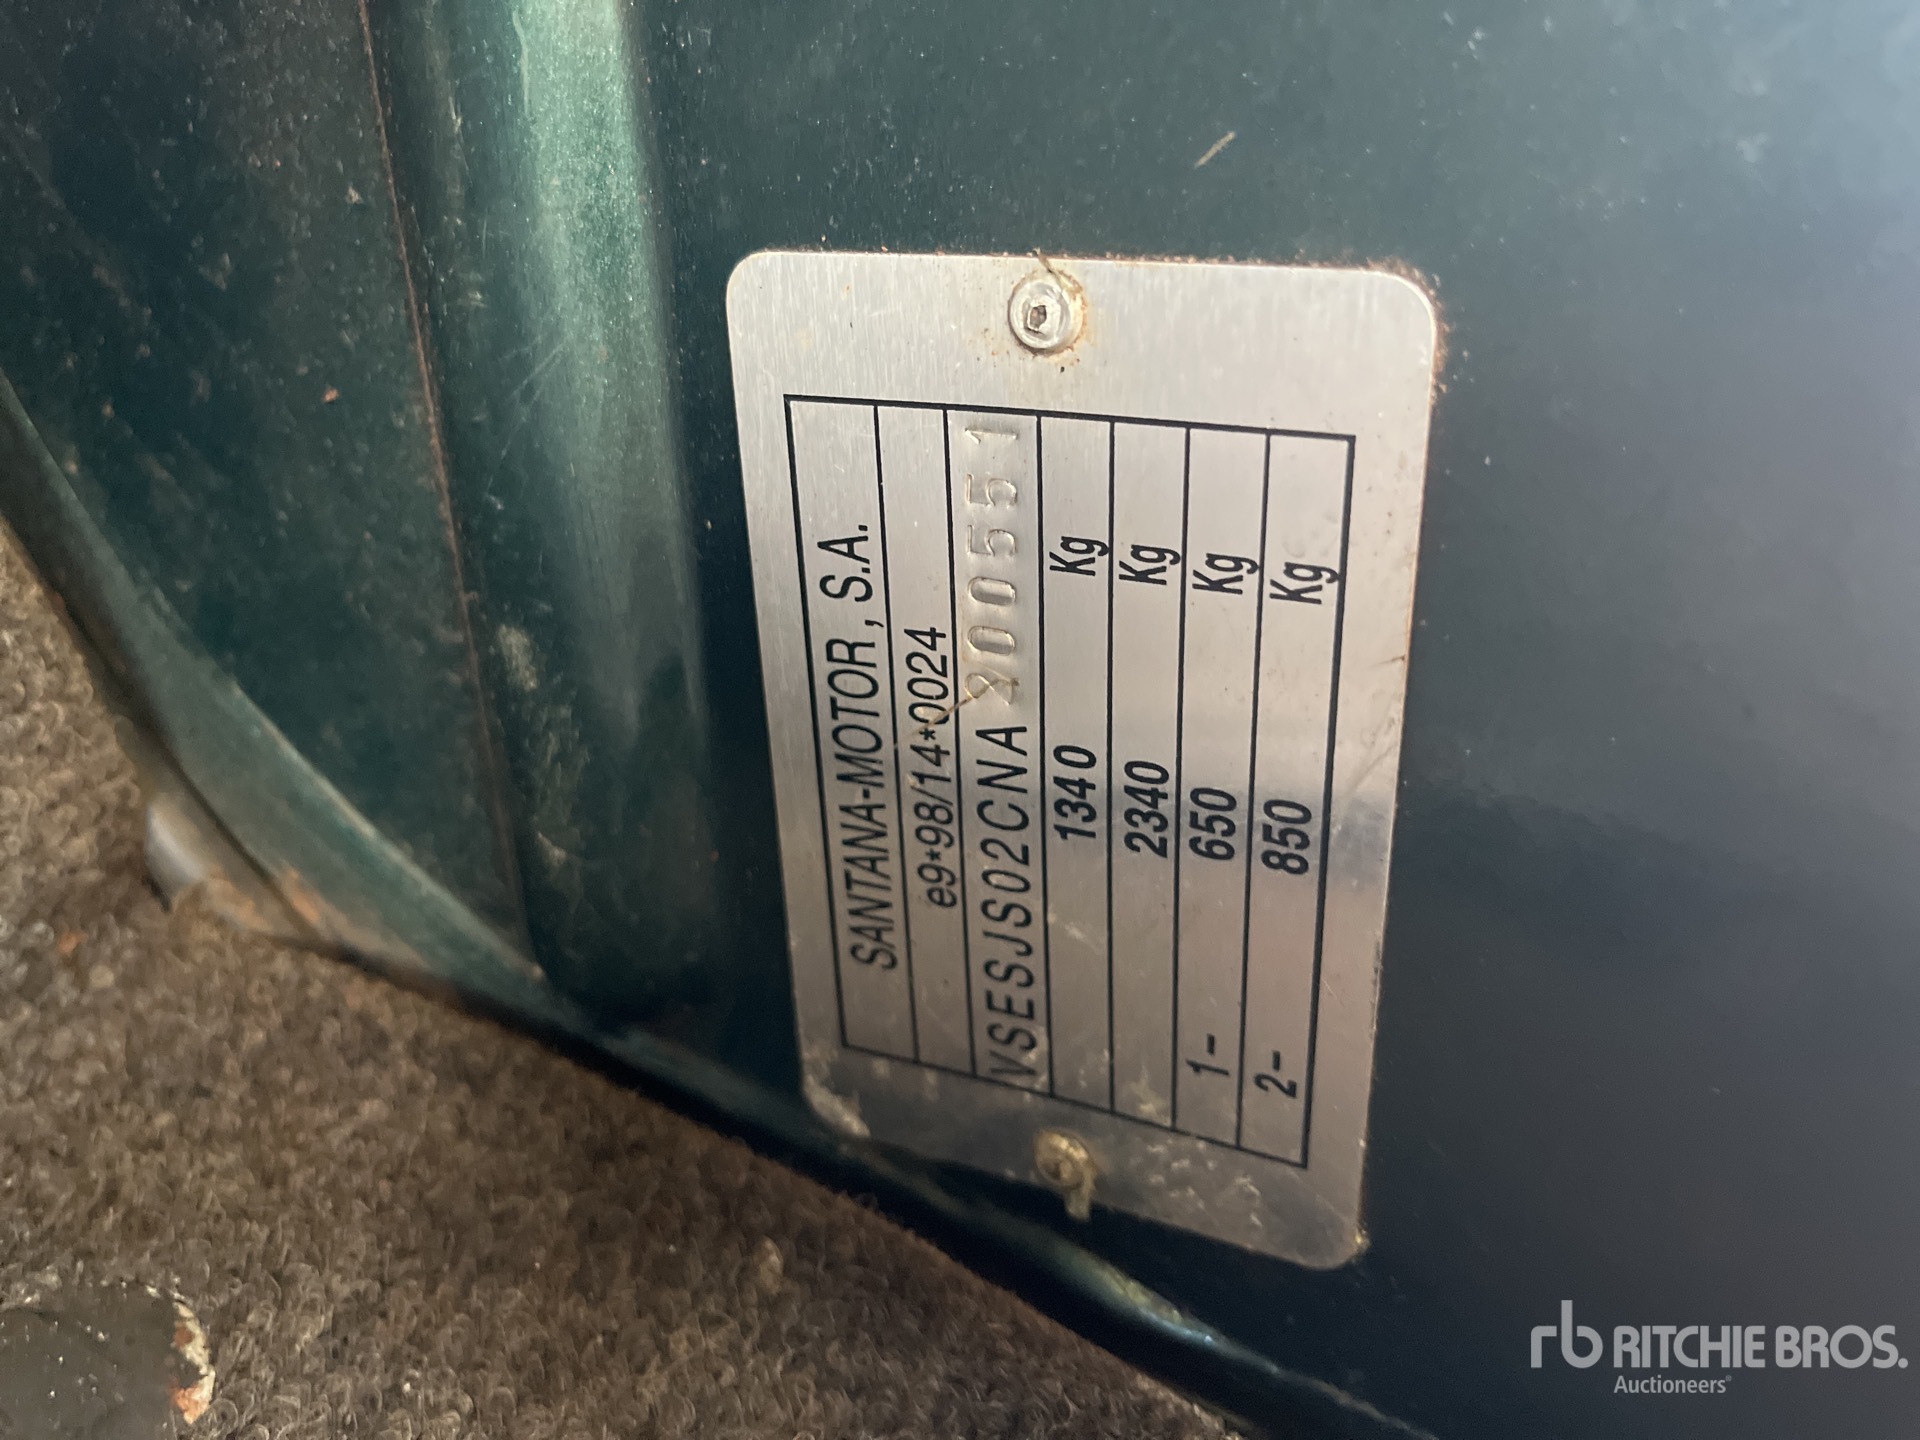 SANTANA-MOTOR, S.A.
e9*98/14*0024
VSESJS02CNA200551
1340 Kg
2340 Kg
1- 650 Kg
2- 850 Kg
rb RITCHIE BROS.
Auctioneers®